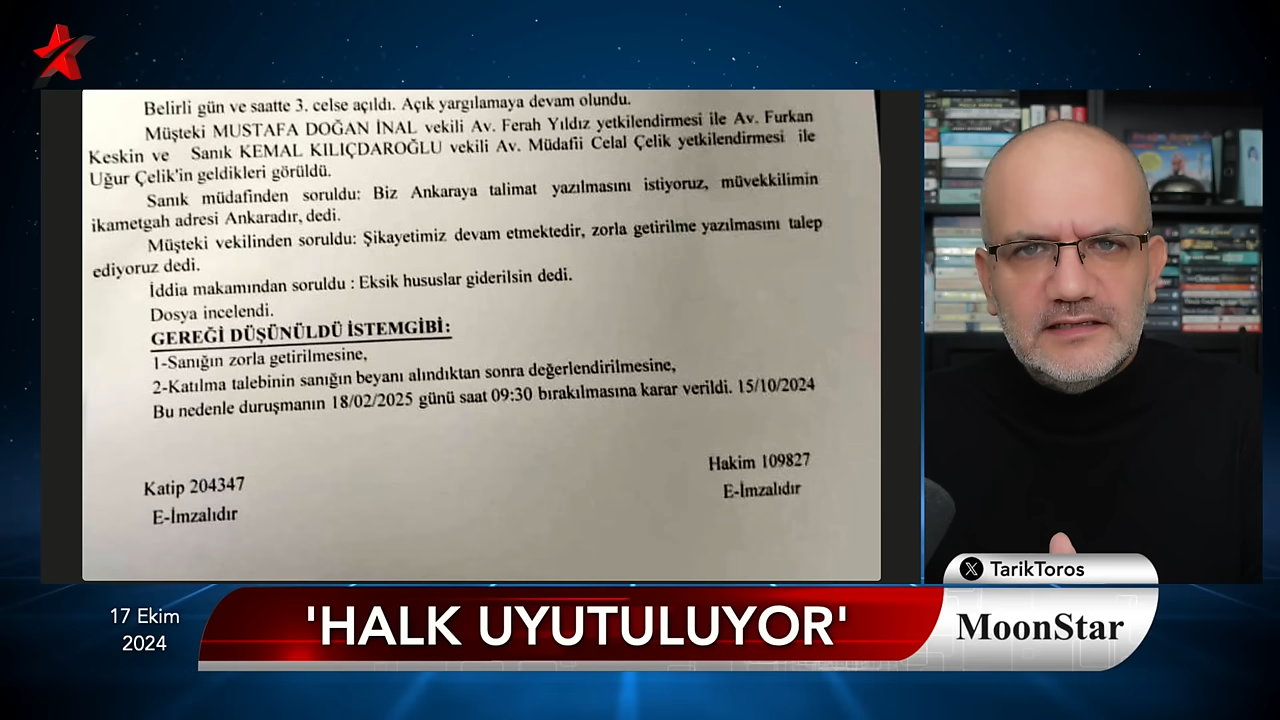 Belirli gün ve saatte 3. celse açıldı. Açık yargılamaya devam olundu.
Müşteki MUSTAFA DOĞAN İNAL vekili Av. Ferah Yıldız yetkilendirmesi ile Av. Furkan
Keskin ve Sanık KEMAL KILIÇDAROĞLU vekili Av. Müdafii Celal Çelik yetkilendirmesi ile
Uğur Çelik'in geldikleri görüldü.
Sanık müdafinden soruldu: Biz Ankaraya talimat yazılmasını istiyoruz, müvekkilimin
ikametgah adresi Ankaradır, dedi.
Müşteki vekilinden soruldu: Şikayetimiz devam etmektedir, zorla getirilme yazılmasını talep
ediyoruz dedi.
İddia makamından soruldu : Eksik hususlar giderilsin dedi.
Dosya incelendi.
GEREĞİ DÜŞÜNÜLDÜ İSTEMGİBİ:
1-Sanığın zorla getirilmesine,
2-Katılma talebinin sanığın beyanı alındıktan sonra değerlendirilmesine,
Bu nedenle duruşmanın 18/02/2025 günü saat 09:30 bırakılmasına karar verildi. 15/10/2024
Katip 204347
E-İmzalıdır
Hakim 109827
E-İmzalıdır
X TarikToros
17 Ekim
2024
'HALK UYUTULUYOR'
MoonStar